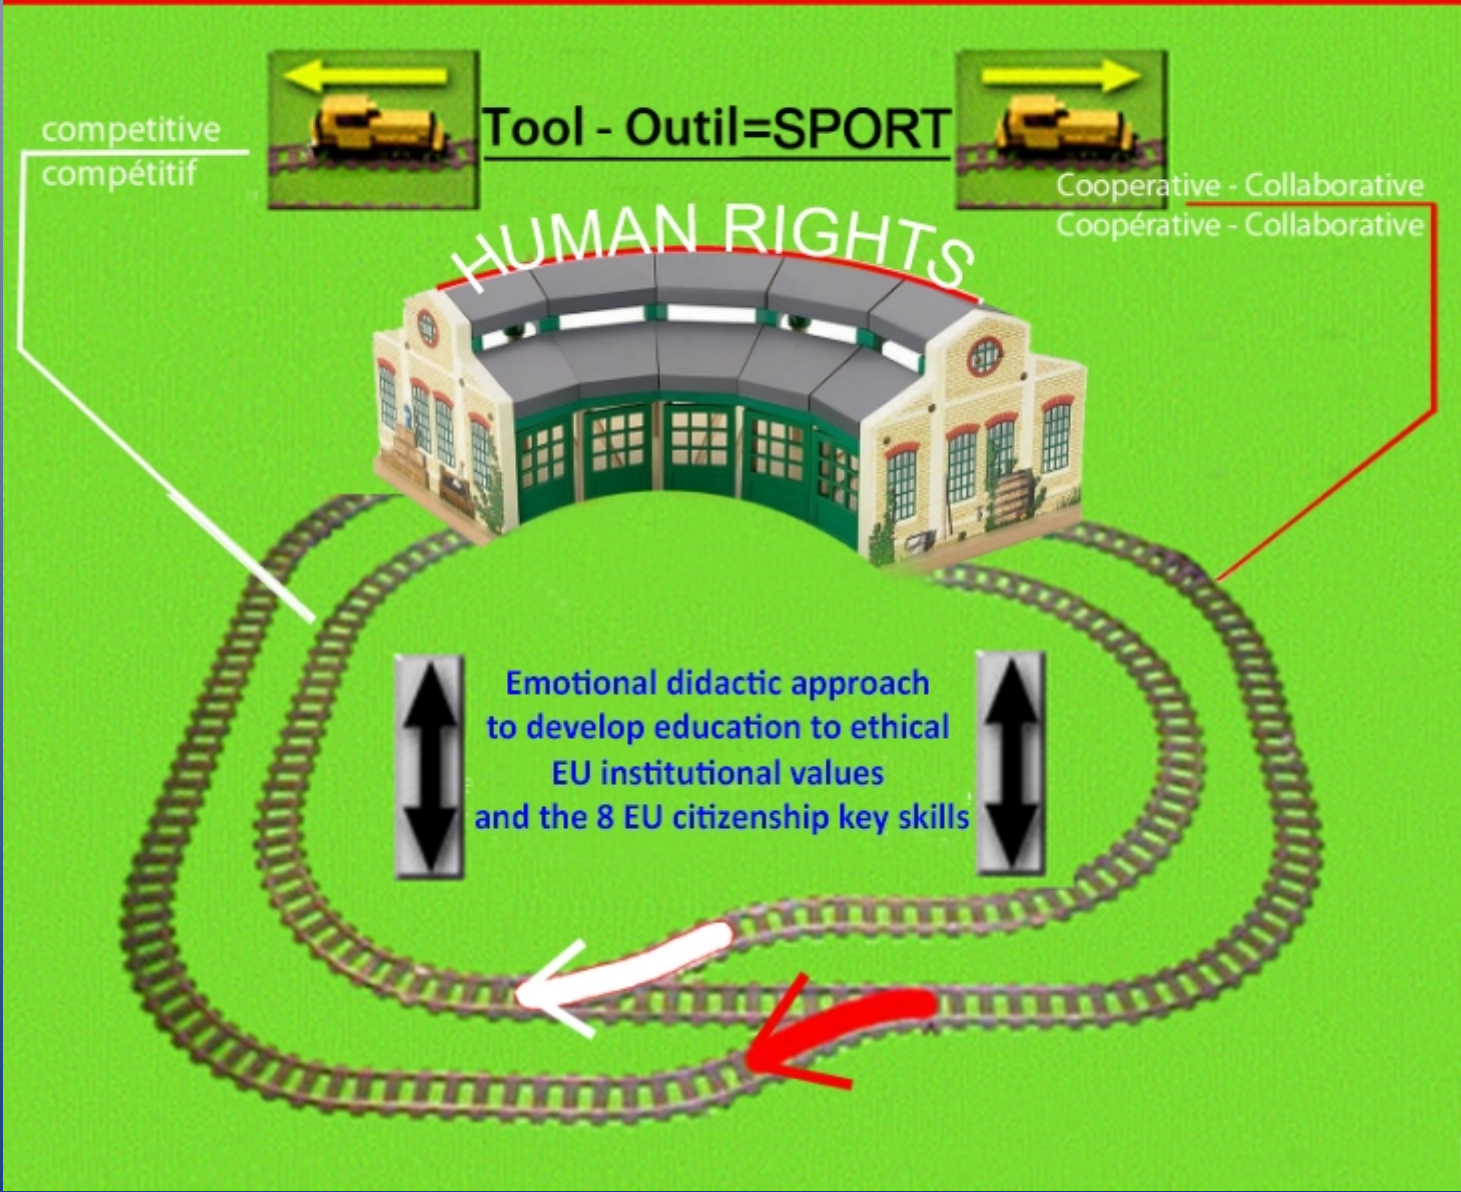 competitive
compétitif
Tool - Outil=SPORT
Cooperative - Collaborative
Coopérative - Collaborative
HUMAN RIGHTS
Emotional didactic approach
to develop education to ethical
EU institutional values
and the 8 EU citizenship key skills